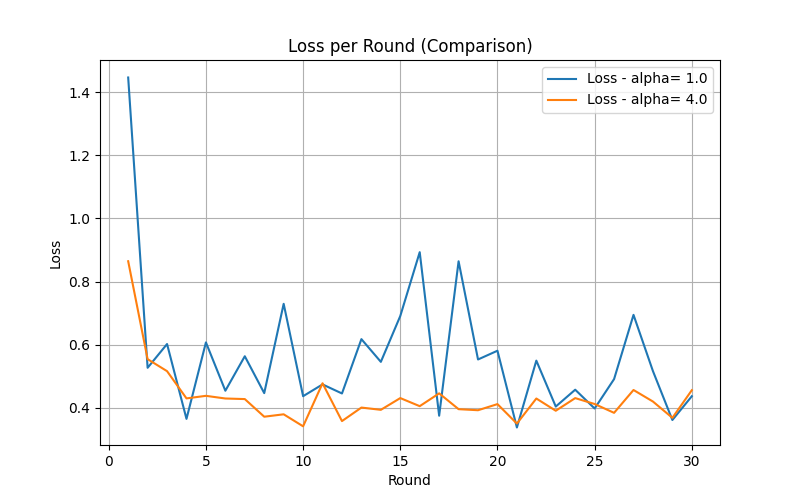 Loss per Round (Comparison)
Loss - alpha= 1.0
Loss - alpha= 4.0
Loss
1.4
1.2
1.0
0.8
0.6
0.4
0 5 10 15 20 25 30
Round